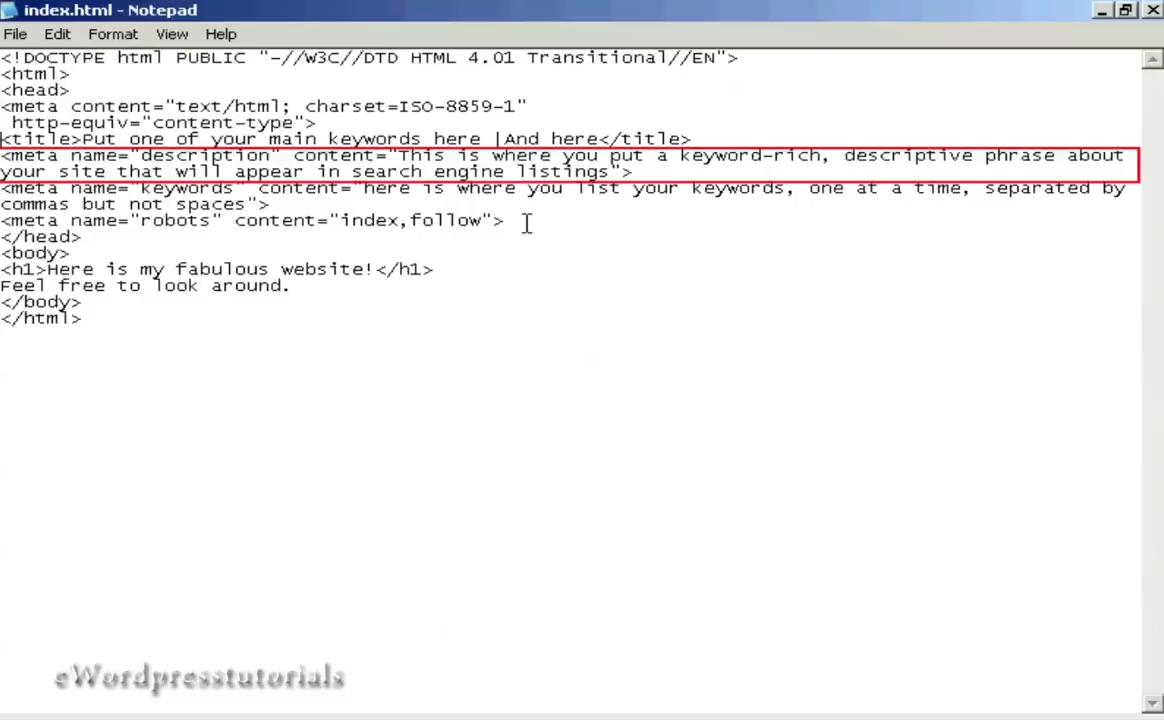 index.html - Notepad
File Edit Format View Help
<!DOCTYPE html PUBLIC "-//W3C//DTD HTML 4.01 Transitional//EN">
<html>
<head>
<meta content="text/html; charset=ISO-8859-1"
http-equiv="content-type">
<title>Put one of your main keywords here |And here</title>
<meta name="description" content="This is where you put a keyword-rich, descriptive phrase about
your site that will appear in search engine listings">
<meta name="keywords" content="here is where you list your keywords, one at a time, separated by
commas but not spaces">
<meta name="robots" content="index,follow">
</head>
<body>
<h1>Here is my fabulous website!</h1>
Feel free to look around.
</body>
</html>
eWordpresstutorials